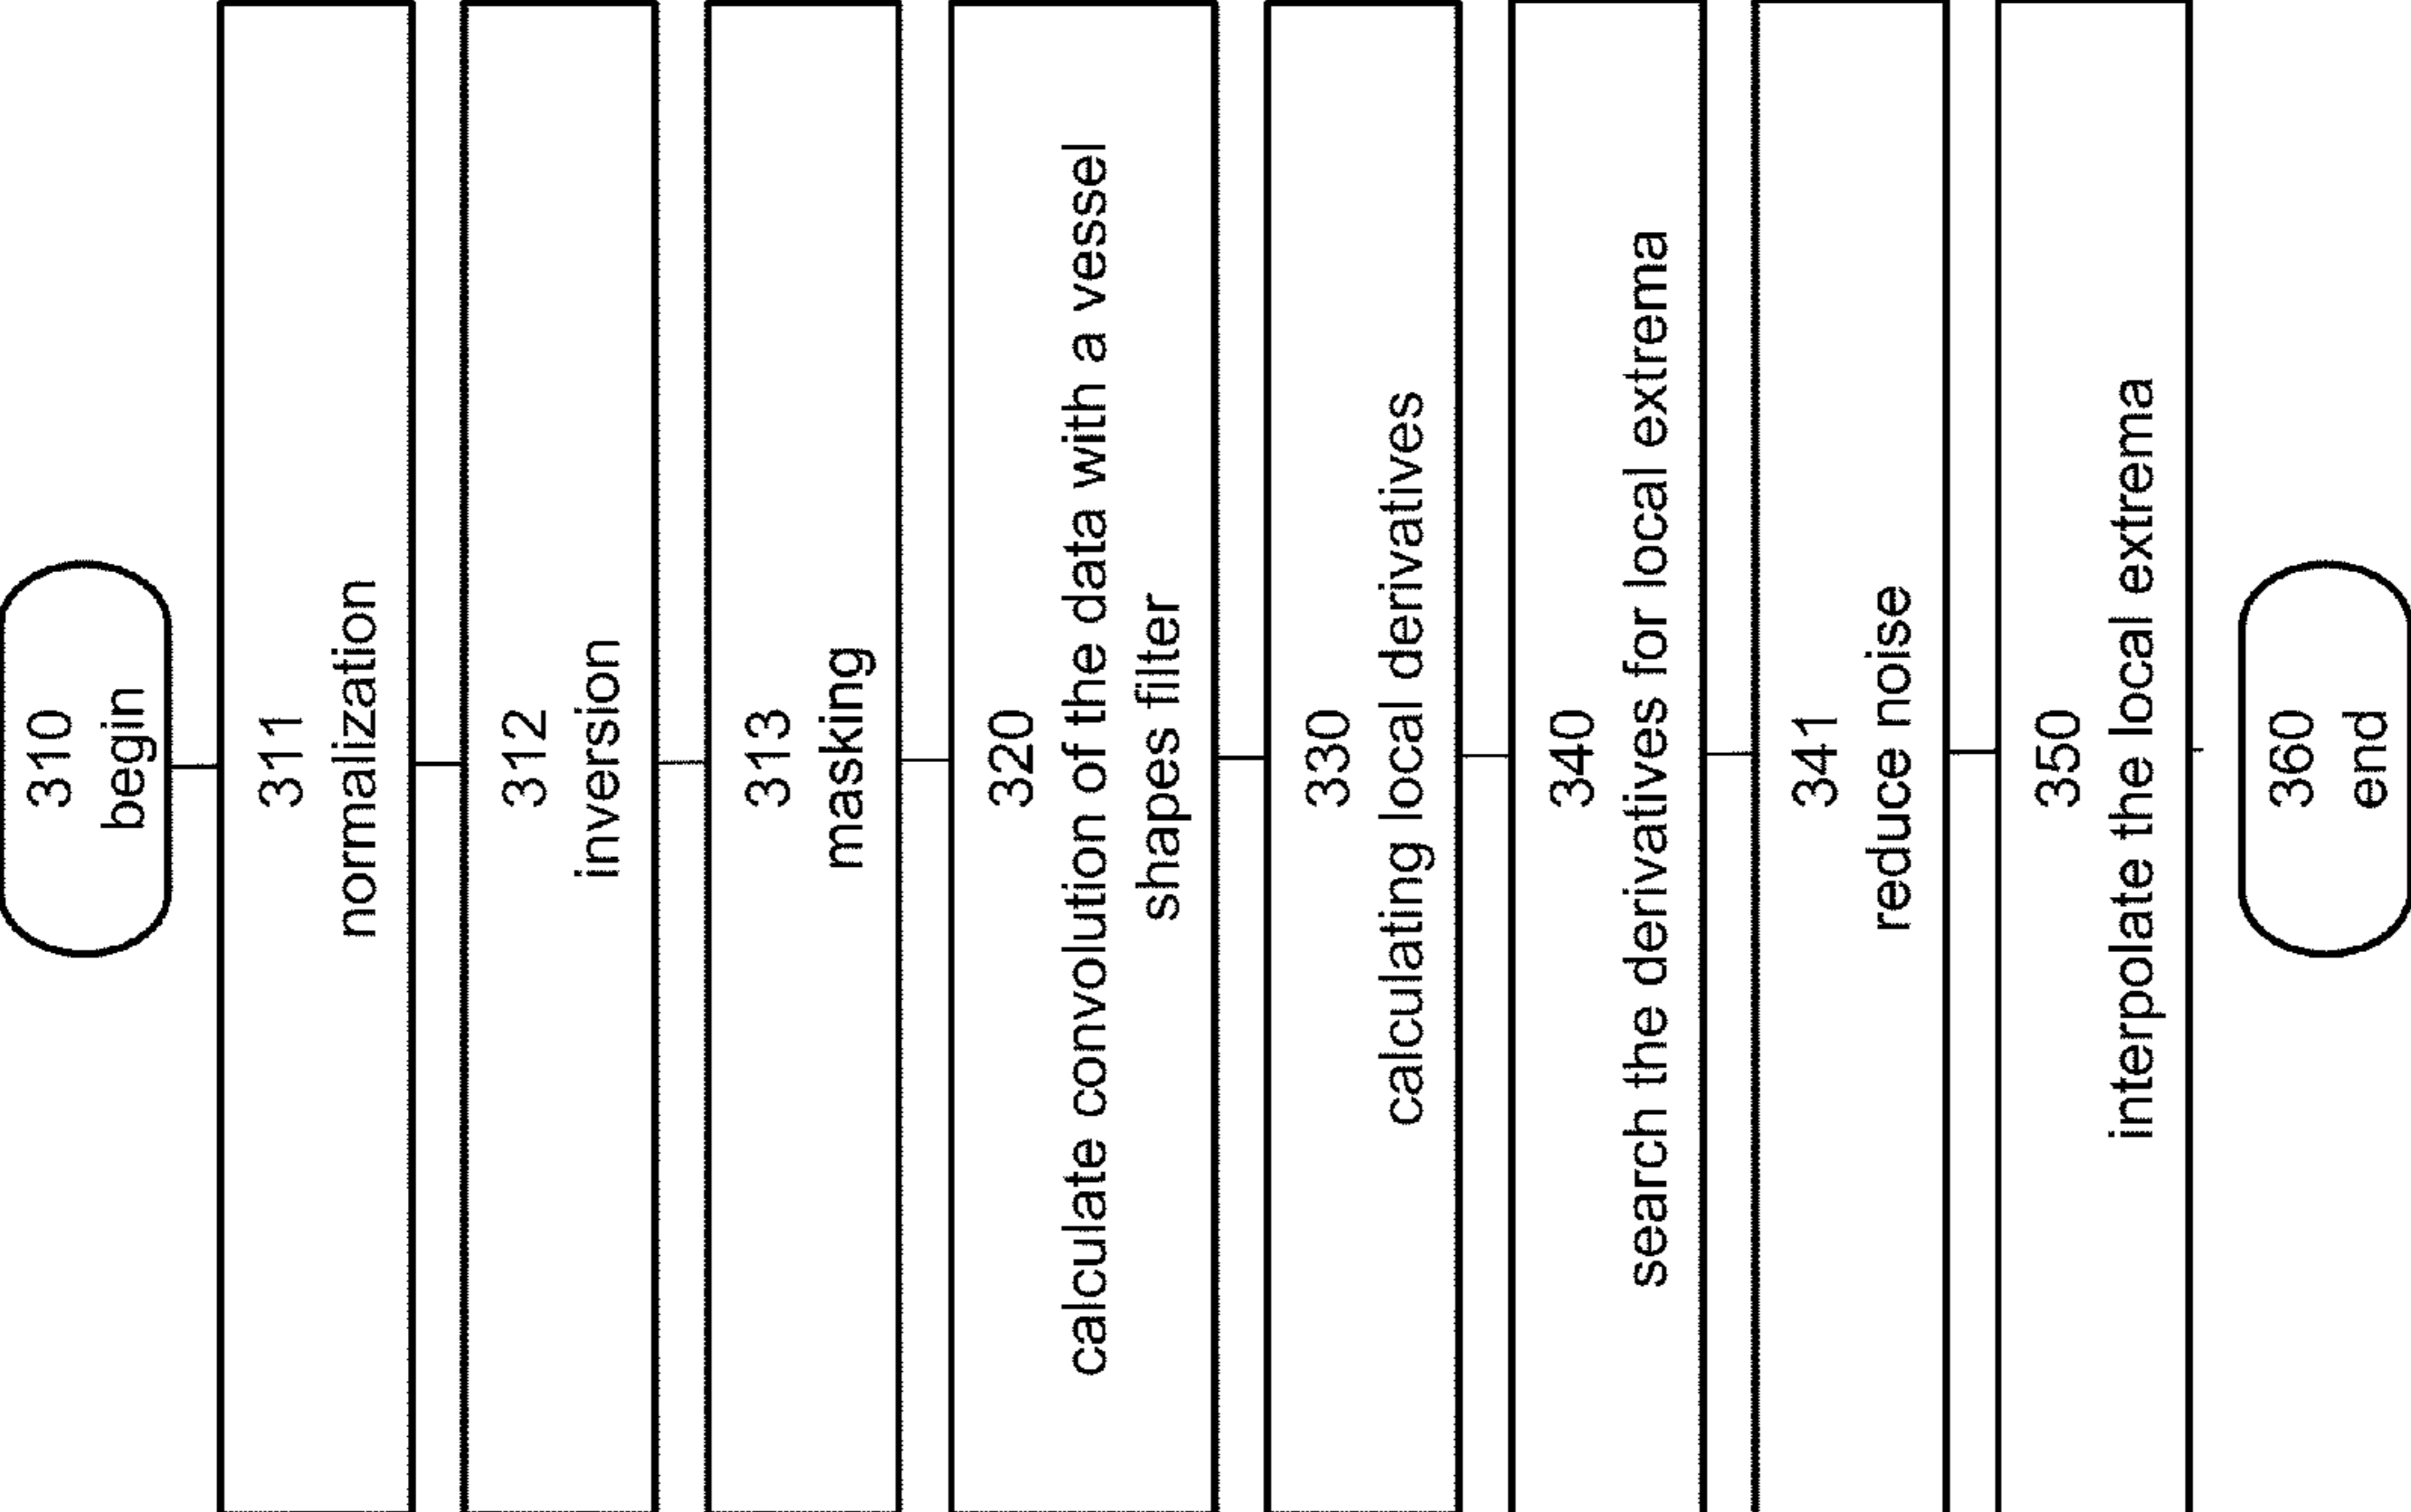 310
begin
311
normalization
312
inversion
313
masking
320
calculate convolution of the data with a vessel
shapes filter
330
calculating local derivatives
340
search the derivatives for local extrema
341
reduce noise
350
interpolate the local extrema
360
end